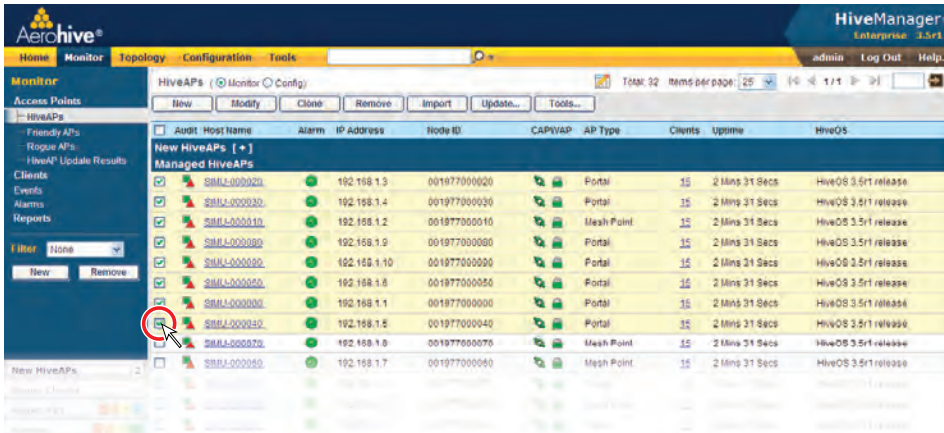 Aerohive®
HiveManager
Enterprise 3.5r1
Home Monitor Topology Configuration Tools
admin Log Out Help
Monitor
Access Points
HiveAPs
Friendly APs
Rogue APs
HiveAP Update Results
Clients
Events
Alarms
Reports
Filter None
New Remove
New HiveAPs 2
HiveAPs ( Monitor Config)
Total: 32 Items per page: 25 1 / 1
New Modify Clone Remove Import Update... Tools...
Audit Host Name Alarm IP Address Node ID CAPWAP AP Type Clients Uptime HiveOS
New HiveAPs [ + ]
Managed HiveAPs
SIMU-000020 192.168.1.3 001977000020 Portal 15 2 Mins 31 Secs HiveOS 3.5r1 release
SIMU-000030 192.168.1.4 001977000030 Portal 15 2 Mins 31 Secs HiveOS 3.5r1 release
SIMU-000010 192.168.1.2 001977000010 Mesh Point 15 2 Mins 31 Secs HiveOS 3.5r1 release
SIMU-000080 192.168.1.9 001977000080 Portal 15 2 Mins 31 Secs HiveOS 3.5r1 release
SIMU-000090 192.168.1.10 001977000090 Portal 15 2 Mins 31 Secs HiveOS 3.5r1 release
SIMU-000050 192.168.1.6 001977000050 Portal 15 2 Mins 31 Secs HiveOS 3.5r1 release
SIMU-000000 192.168.1.1 001977000000 Portal 15 2 Mins 31 Secs HiveOS 3.5r1 release
SIMU-000040 192.168.1.5 001977000040 Portal 15 2 Mins 31 Secs HiveOS 3.5r1 release
SIMU-000070 192.168.1.8 001977000070 Mesh Point 15 2 Mins 31 Secs HiveOS 3.5r1 release
SIMU-000060 192.168.1.7 001977000060 Mesh Point 15 2 Mins 31 Secs HiveOS 3.5r1 release